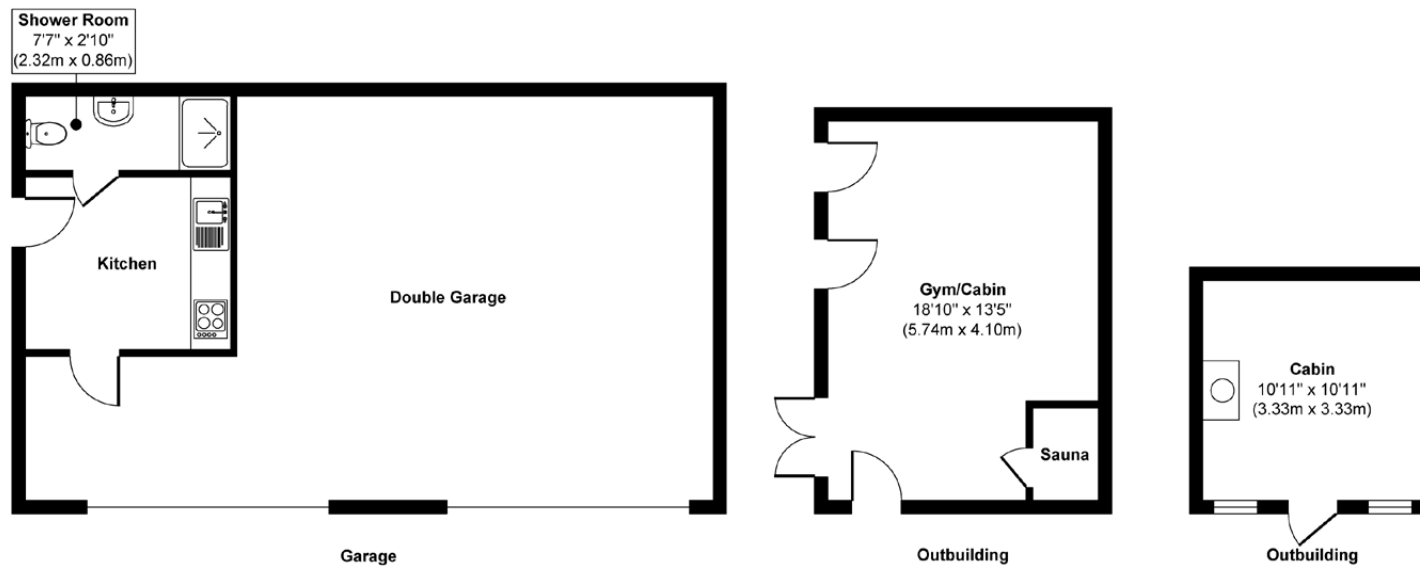 Shower Room
7'7" x 2'10"
(2.32m x 0.86m)
Kitchen
Double Garage
Garage
Gym/Cabin
18'10" x 13'5"
(5.74m x 4.10m)
Sauna
Outbuilding
Cabin
10'11" x 10'11"
(3.33m x 3.33m)
Outbuilding